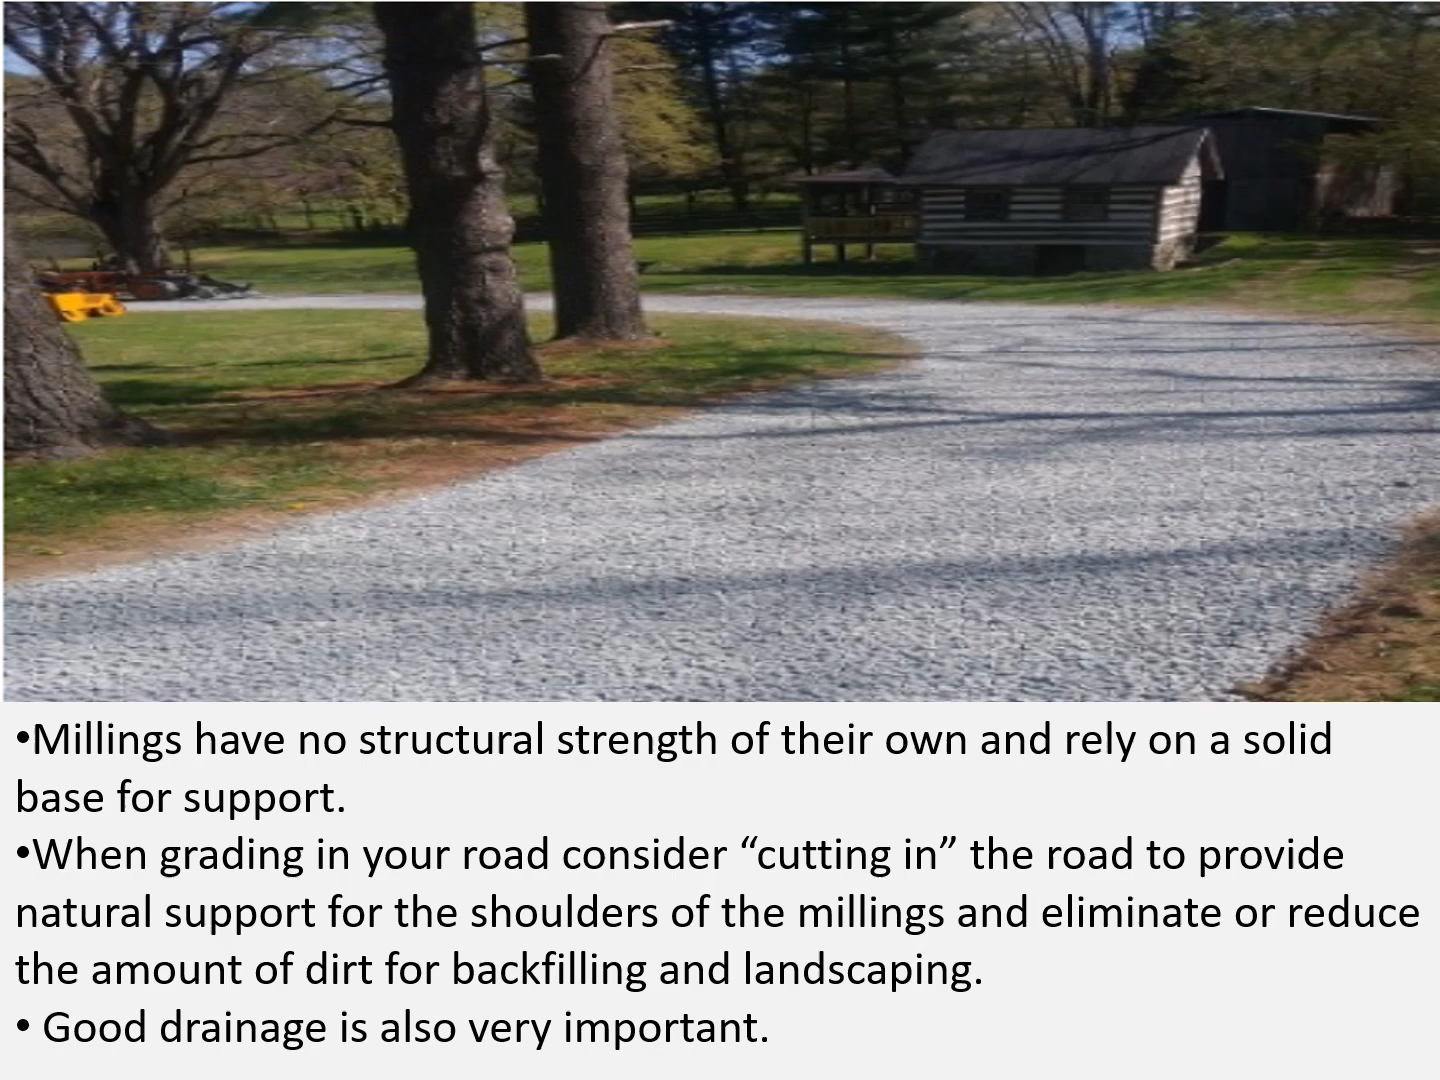 •Millings have no structural strength of their own and rely on a solid
base for support.
•When grading in your road consider “cutting in” the road to provide
natural support for the shoulders of the millings and eliminate or reduce
the amount of dirt for backfilling and landscaping.
• Good drainage is also very important.